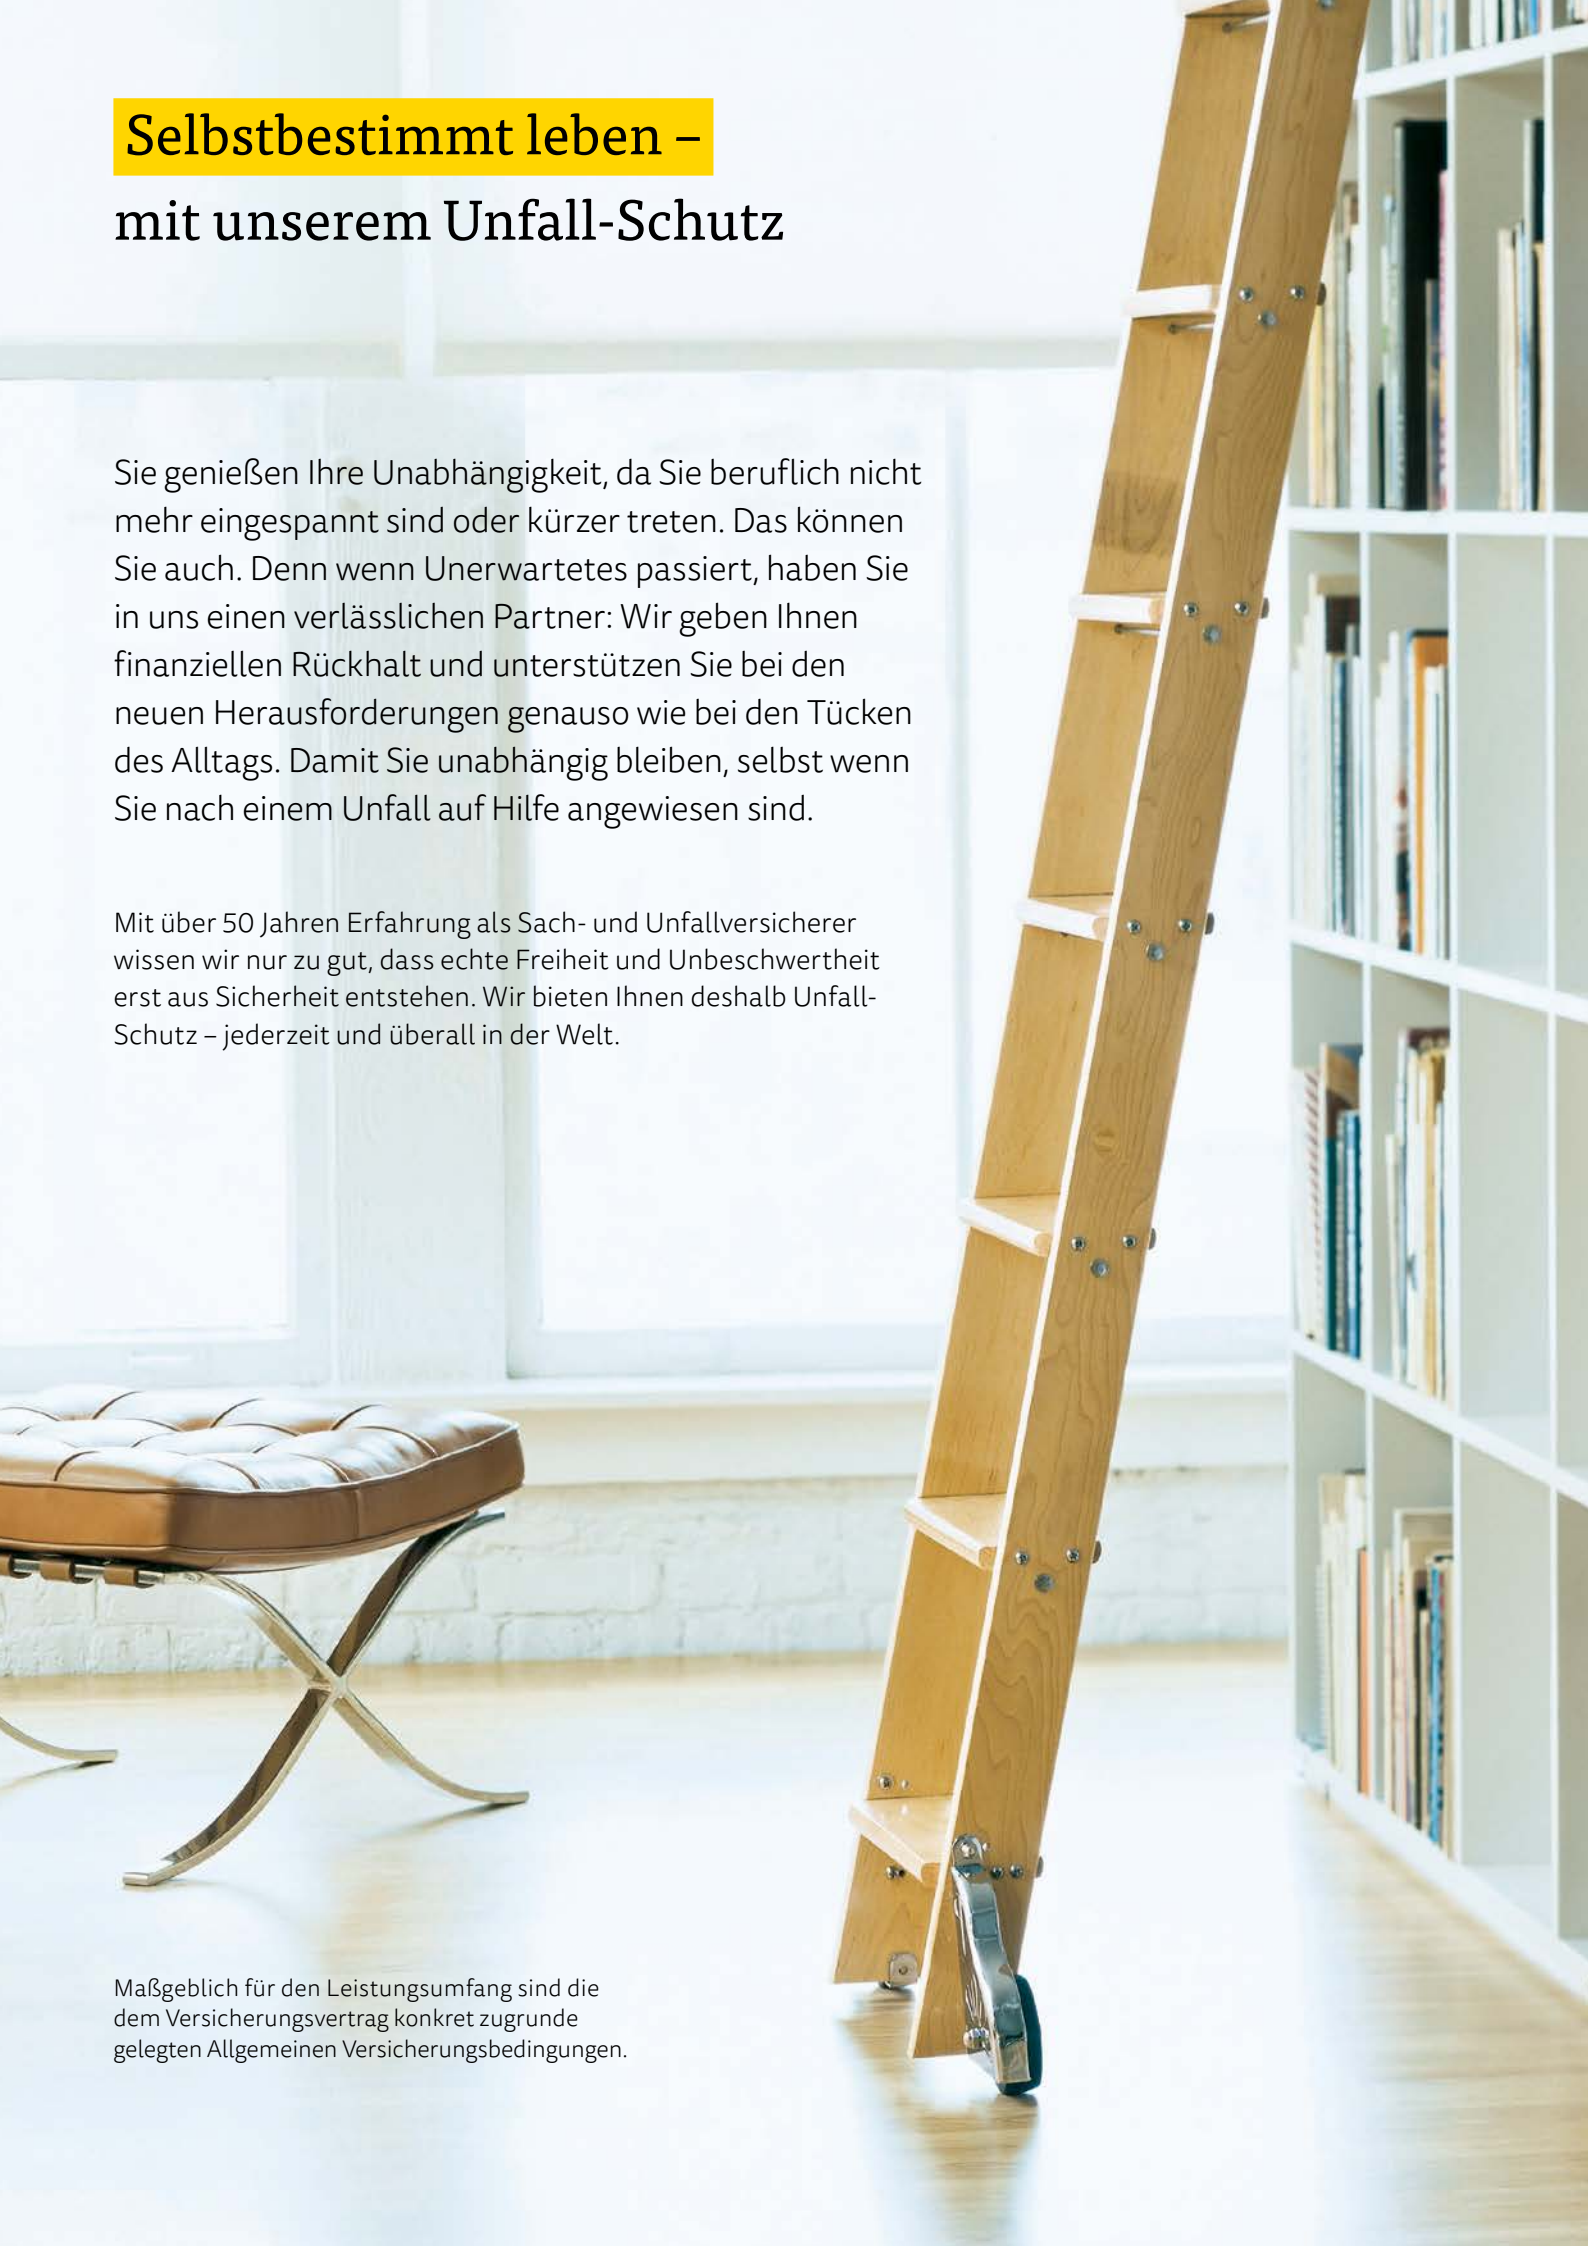 Selbstbestimmt leben –
mit unserem Unfall-Schutz
Sie genießen Ihre Unabhängigkeit, da Sie beruflich nicht
mehr eingespannt sind oder kürzer treten. Das können
Sie auch. Denn wenn Unerwartetes passiert, haben Sie
in uns einen verlässlichen Partner: Wir geben Ihnen
finanziellen Rückhalt und unterstützen Sie bei den
neuen Herausforderungen genauso wie bei den Tücken
des Alltags. Damit Sie unabhängig bleiben, selbst wenn
Sie nach einem Unfall auf Hilfe angewiesen sind.
Mit über 50 Jahren Erfahrung als Sach- und Unfallversicherer
wissen wir nur zu gut, dass echte Freiheit und Unbeschwertheit
erst aus Sicherheit entstehen. Wir bieten Ihnen deshalb Unfall-
Schutz – jederzeit und überall in der Welt.
Maßgeblich für den Leistungsumfang sind die
dem Versicherungsvertrag konkret zugrunde
gelegten Allgemeinen Versicherungsbedingungen.